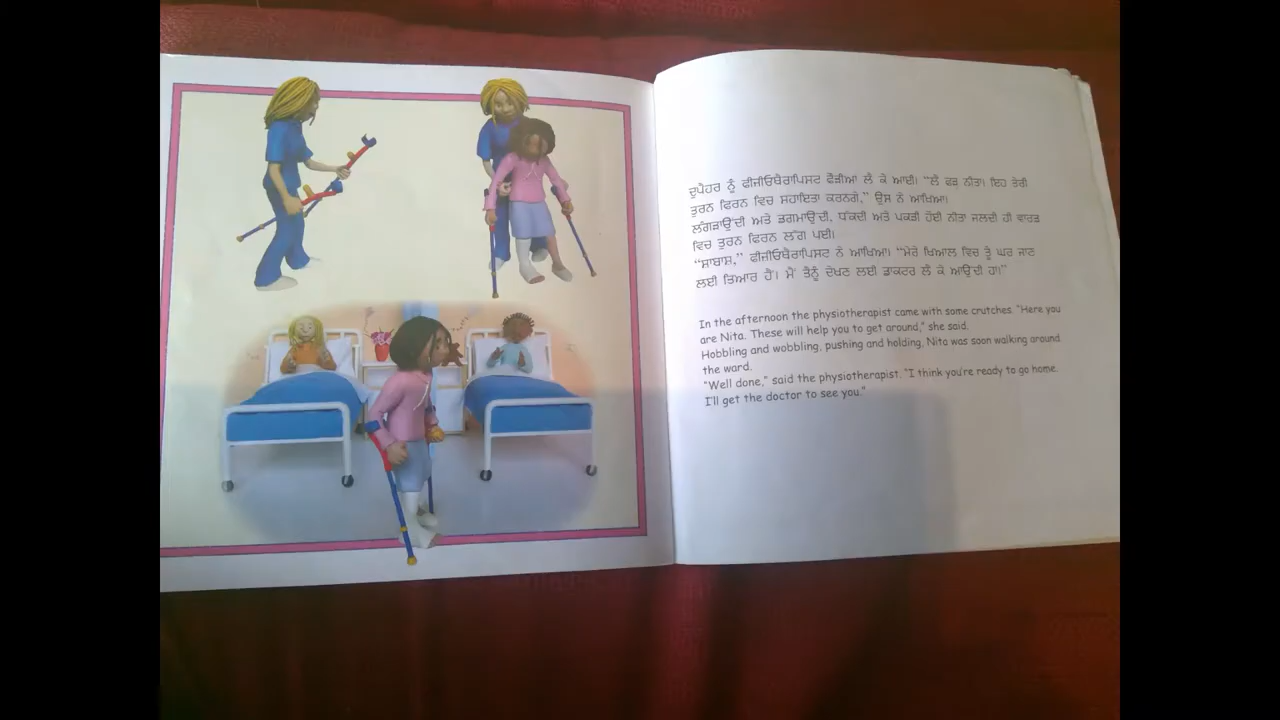 ਦੁਪੈਹਰ ਨੂੰ ਫੀਜੀਓਥੈਰਾਪਿਸਟ ਫੌੜੀਆ ਲੈ ਕੇ ਆਈ। “ਲੈ ਫੜ ਨੀਤਾ। ਇਹ ਤੇਰੀ
ਤੁਰਨ ਫਿਰਨ ਵਿਚ ਸਹਾਇਤਾ ਕਰਨਗੇ,” ਉਸ ਨੇ ਆਖਿਆ।
ਲੰਗੜਾਉਂਦੀ ਅਤੇ ਡਗਮਾਉਂਦੀ, ਧੱਕਦੀ ਅਤੇ ਪਕੜੀ ਹੋਈ ਨੀਤਾ ਜਲਦੀ ਹੀ ਵਾਰਡ
ਵਿਚ ਤੁਰਨ ਫਿਰਨ ਲੱਗ ਪਈ।
“ਸ਼ਾਬਾਸ਼,” ਫੀਜੀਓਥੈਰਾਪਿਸਟ ਨੇ ਆਖਿਆ। “ਮੇਰੇ ਖਿਆਲ ਵਿਚ ਤੂੰ ਘਰ ਜਾਣ
ਲਈ ਤਿਆਰ ਹੈਂ। ਮੈਂ ਤੈਨੂੰ ਦੇਖਣ ਲਈ ਡਾਕਟਰ ਲੈ ਕੇ ਆਉਂਦੀ ਹਾਂ।”
In the afternoon the physiotherapist came with some crutches. “Here you
are Nita. These will help you to get around,” she said.
Hobbling and wobbling, pushing and holding, Nita was soon walking around
the ward.
“Well done,” said the physiotherapist. “I think you’re ready to go home.
I’ll get the doctor to see you.”